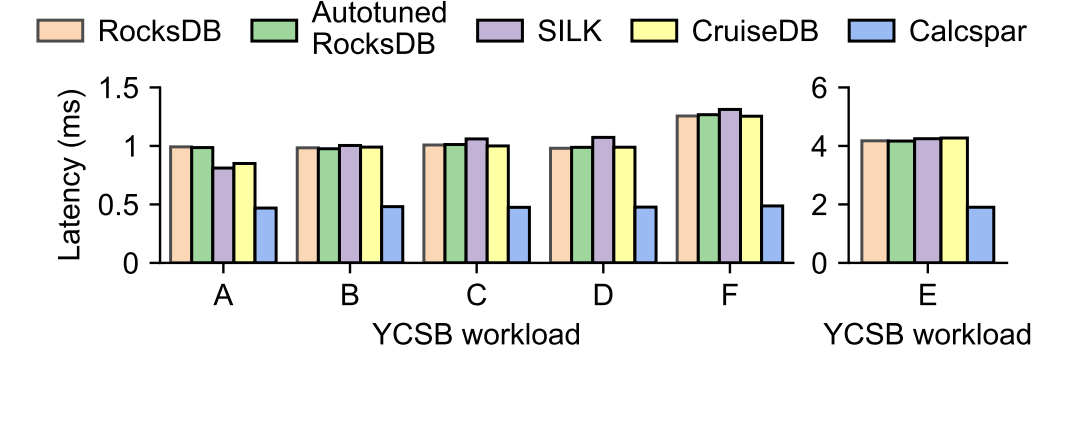 RocksDB
Autotuned
RocksDB
SILK
CruiseDB
Calcspar
Latency (ms)
1.5
1
0.5
0
A
B
C
D
F
YCSB workload
6
4
2
0
E
YCSB workload